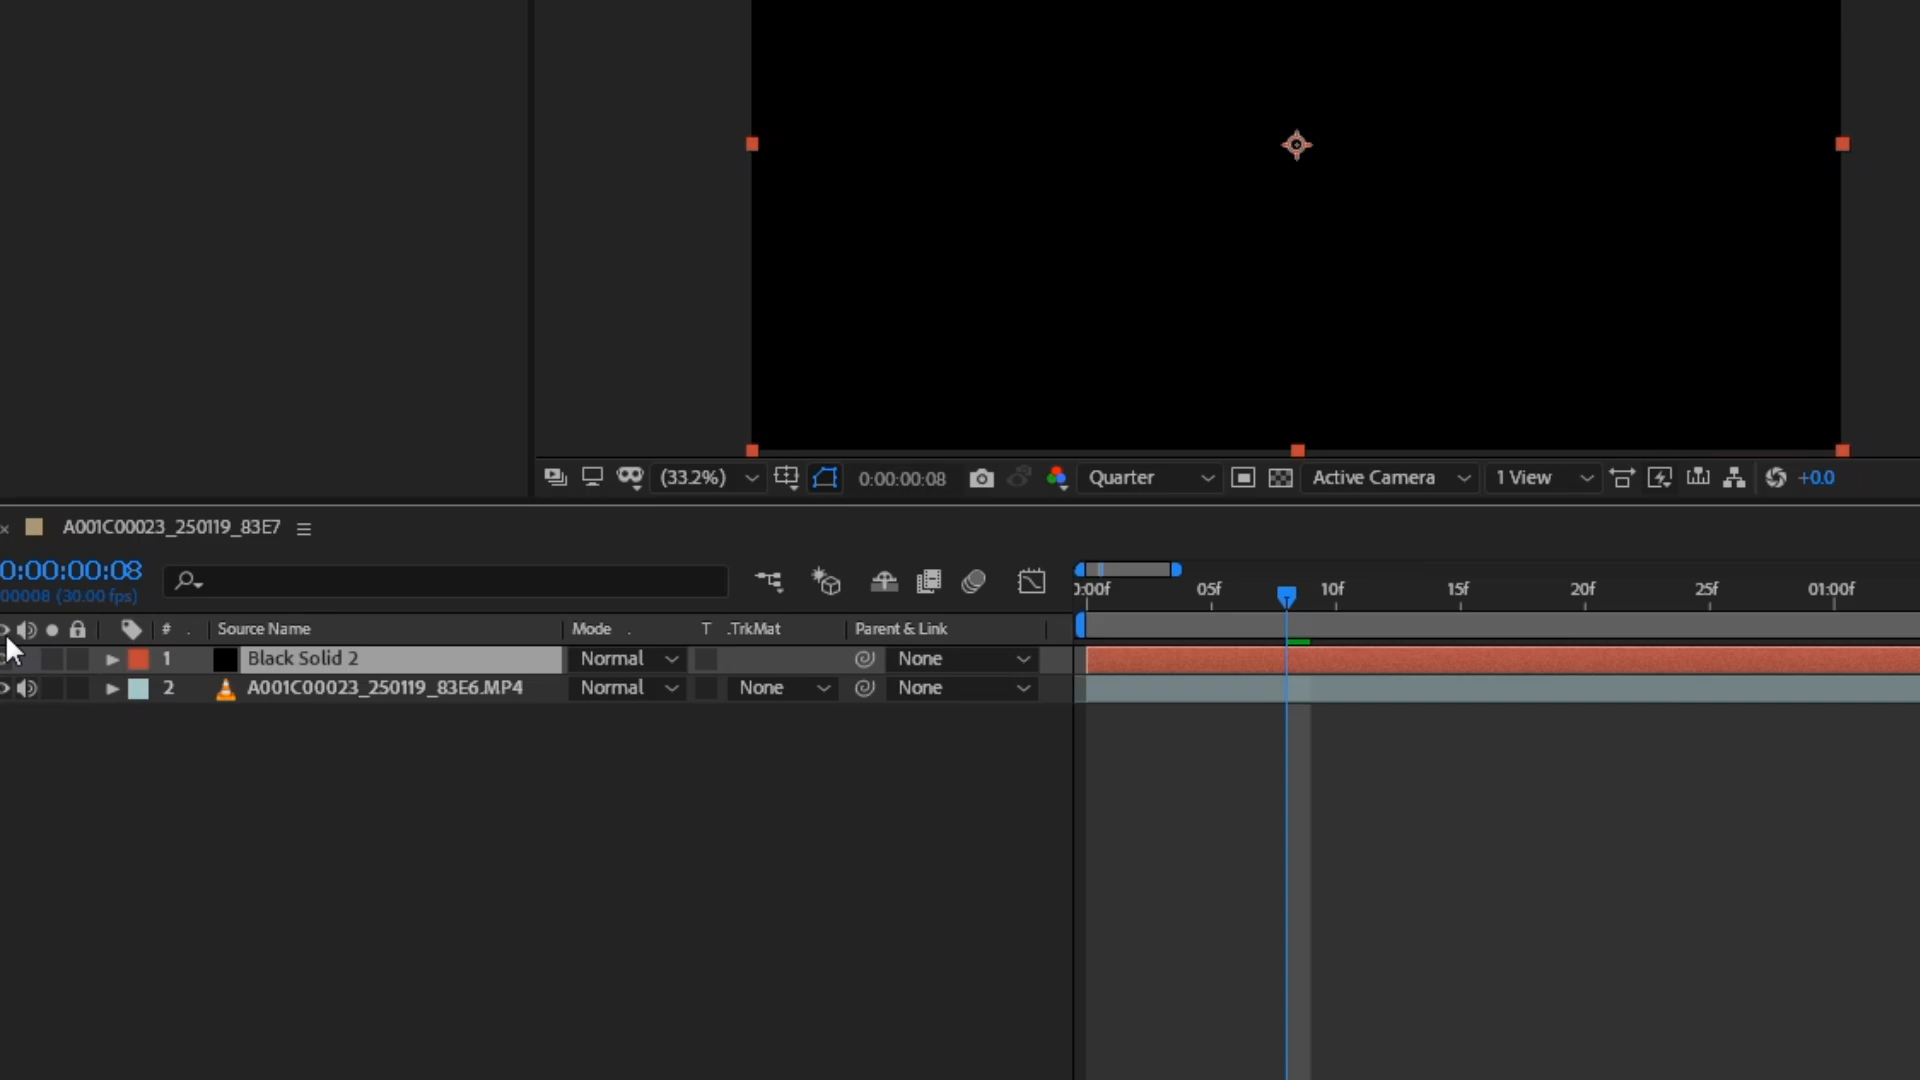 (33.2%) 0:00:00:08 Quarter Active Camera 1 View +0.0
A001C00023_250119_83E7
0:00:00:08
00008 (30.00 fps)
0:00f 05f 10f 15f 20f 25f 01:00f
# . Source Name Mode . T .TrkMat Parent & Link
1 Black Solid 2 Normal None
2 A001C00023_250119_83E6.MP4 Normal None None